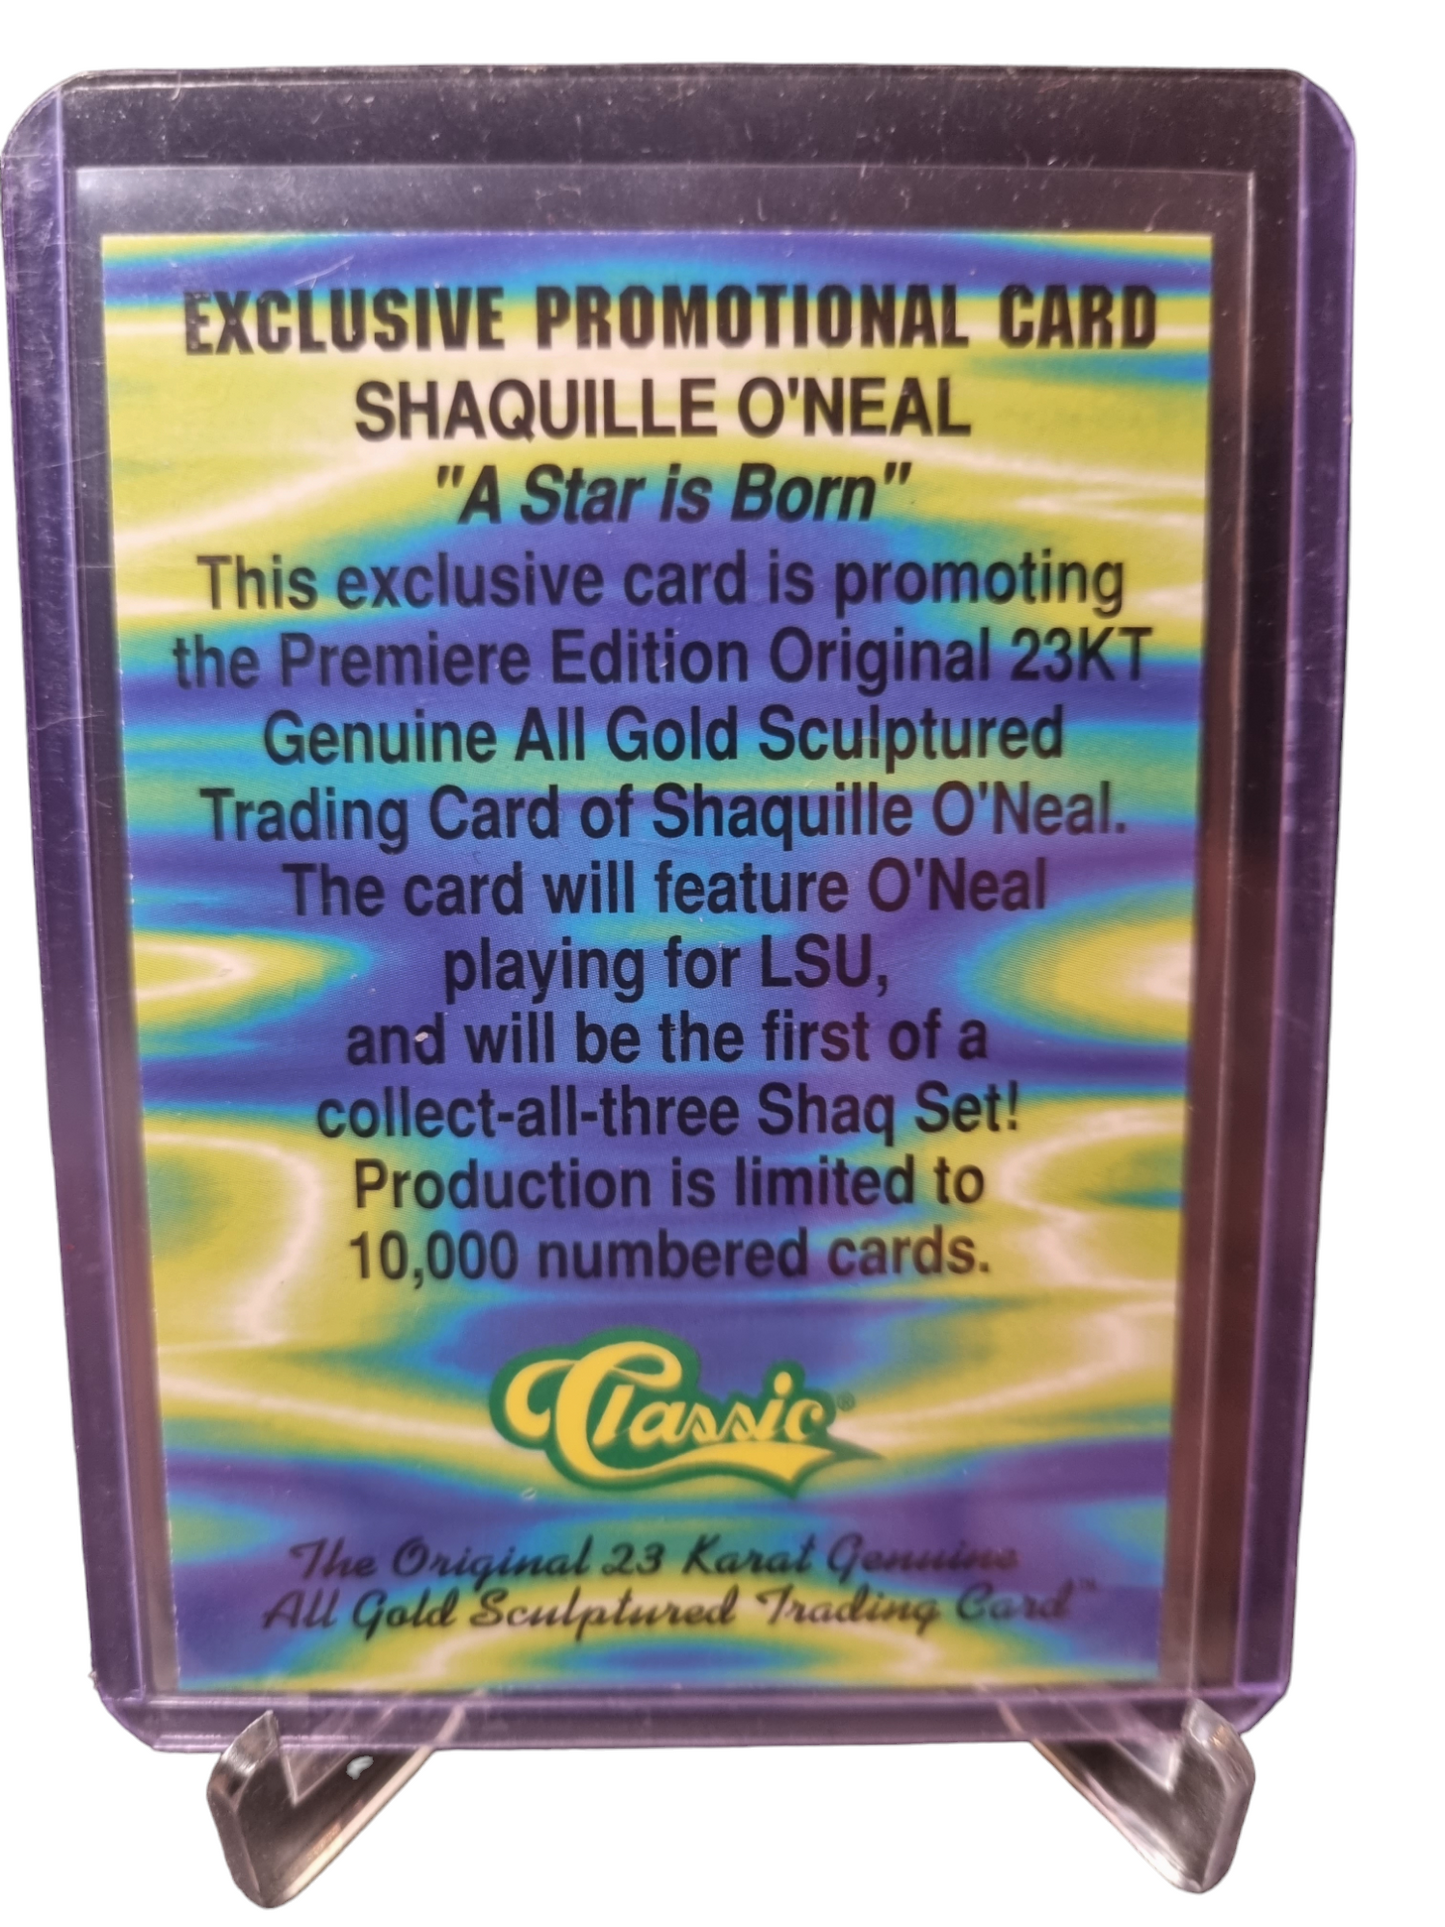 EXCLUSIVE PROMOTIONAL CARD
SHAQUILLE O'NEAL
"A Star is Born"
This exclusive card is promoting
the Premiere Edition Original 23KT
Genuine All Gold Sculptured
Trading Card of Shaquille O'Neal.
The card will feature O'Neal
playing for LSU,
and will be the first of a
collect-all-three Shaq Set!
Production is limited to
10,000 numbered cards.
Classic®
The Original 23 Karat Genuine
All Gold Sculptured Trading Card™